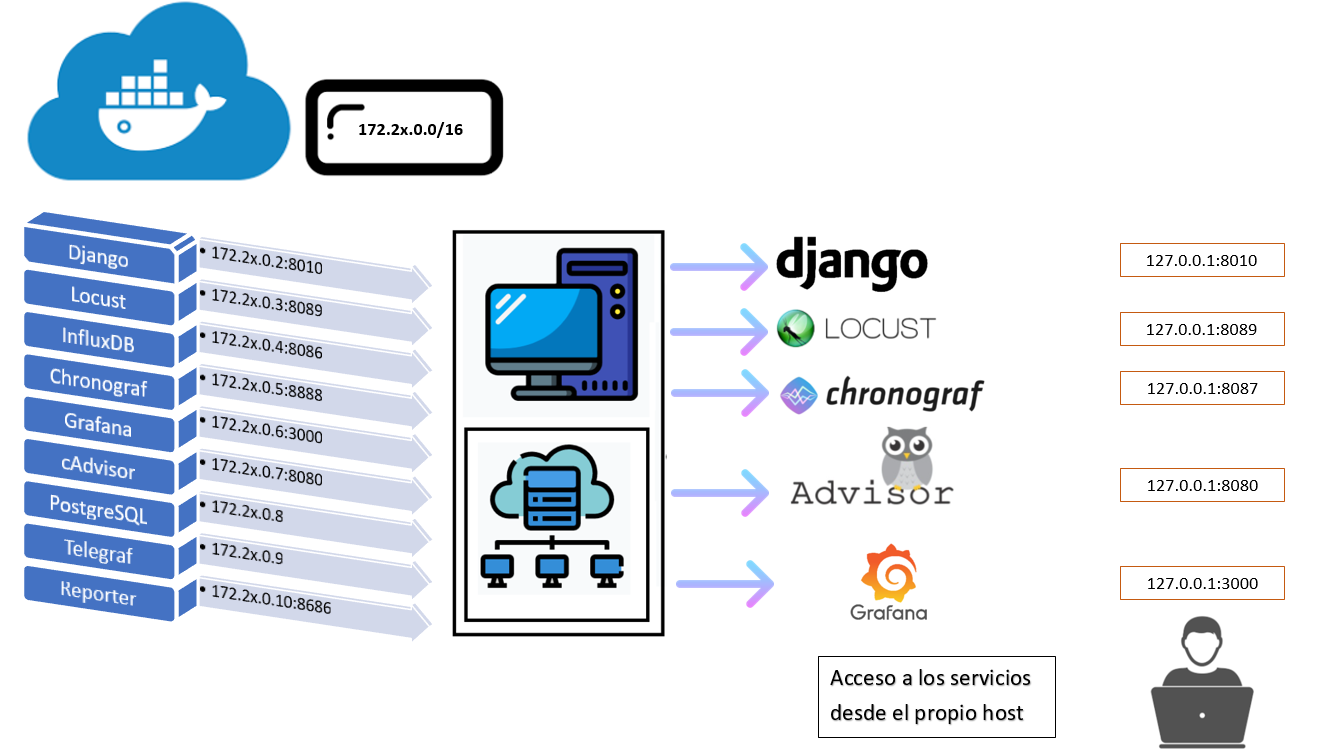 172.2x.0.0/16
Django
172.2x.0.2:8010
Locust
172.2x.0.3:8089
InfluxDB
172.2x.0.4:8086
Chronograf
172.2x.0.5:8888
Grafana
172.2x.0.6:3000
cAdvisor
172.2x.0.7:8080
PostgreSQL
172.2x.0.8
Telegraf
172.2x.0.9
Reporter
172.2x.0.10:8686
django
127.0.0.1:8010
LOCUST
127.0.0.1:8089
chronograf
127.0.0.1:8087
Advisor
127.0.0.1:8080
Grafana
127.0.0.1:3000
Acceso a los servicios
desde el propio host